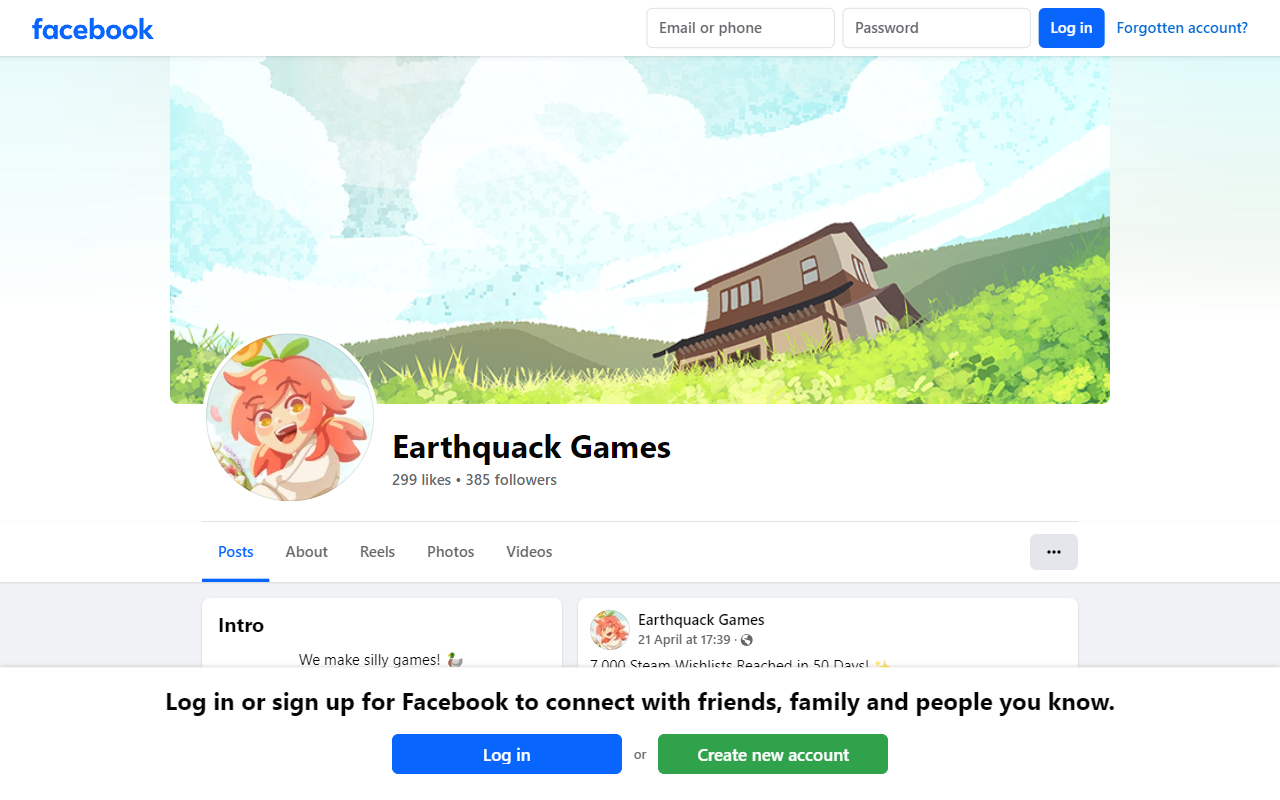 facebook
Email or phone
Password
Log in
Forgotten account?
Earthquack Games
299 likes • 385 followers
Posts
About
Reels
Photos
Videos
Intro
We make silly games! 🦆
Earthquack Games
21 April at 17:39 ·
7,000 Steam Wishlists Reached in 50 Days! ✨
Log in or sign up for Facebook to connect with friends, family and people you know.
Log in
or
Create new account